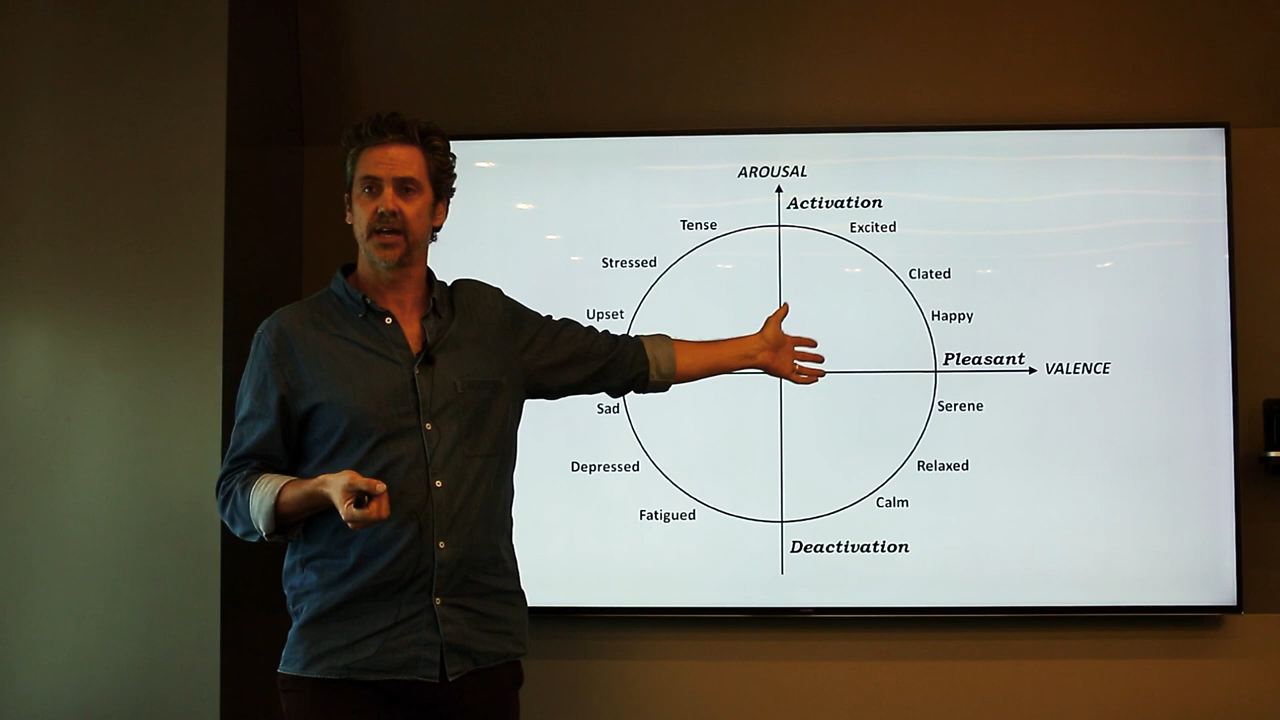 AROUSAL
Activation
Tense
Excited
Stressed
Clated
Upset
Happy
Pleasant
VALENCE
Sad
Serene
Depressed
Relaxed
Calm
Fatigued
Deactivation